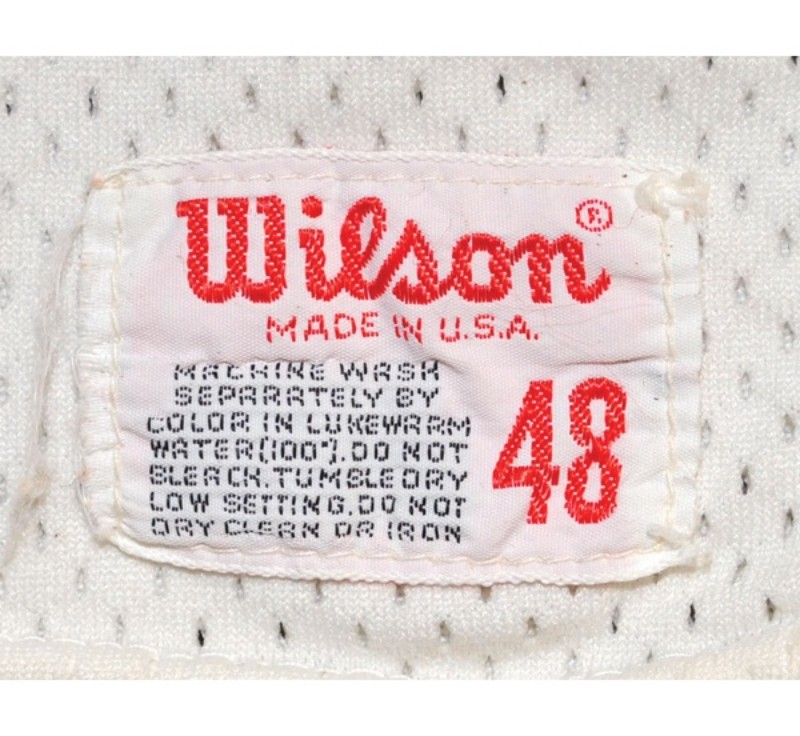 Wilson®
MADE IN U.S.A.
MACHINE WASH
SEPARATELY BY
COLOR IN LUKEWARM
WATER(100°). DO NOT
BLEACH. TUMBLE DRY
LOW SETTING. DO NOT
DRY CLEAN OR IRON
48